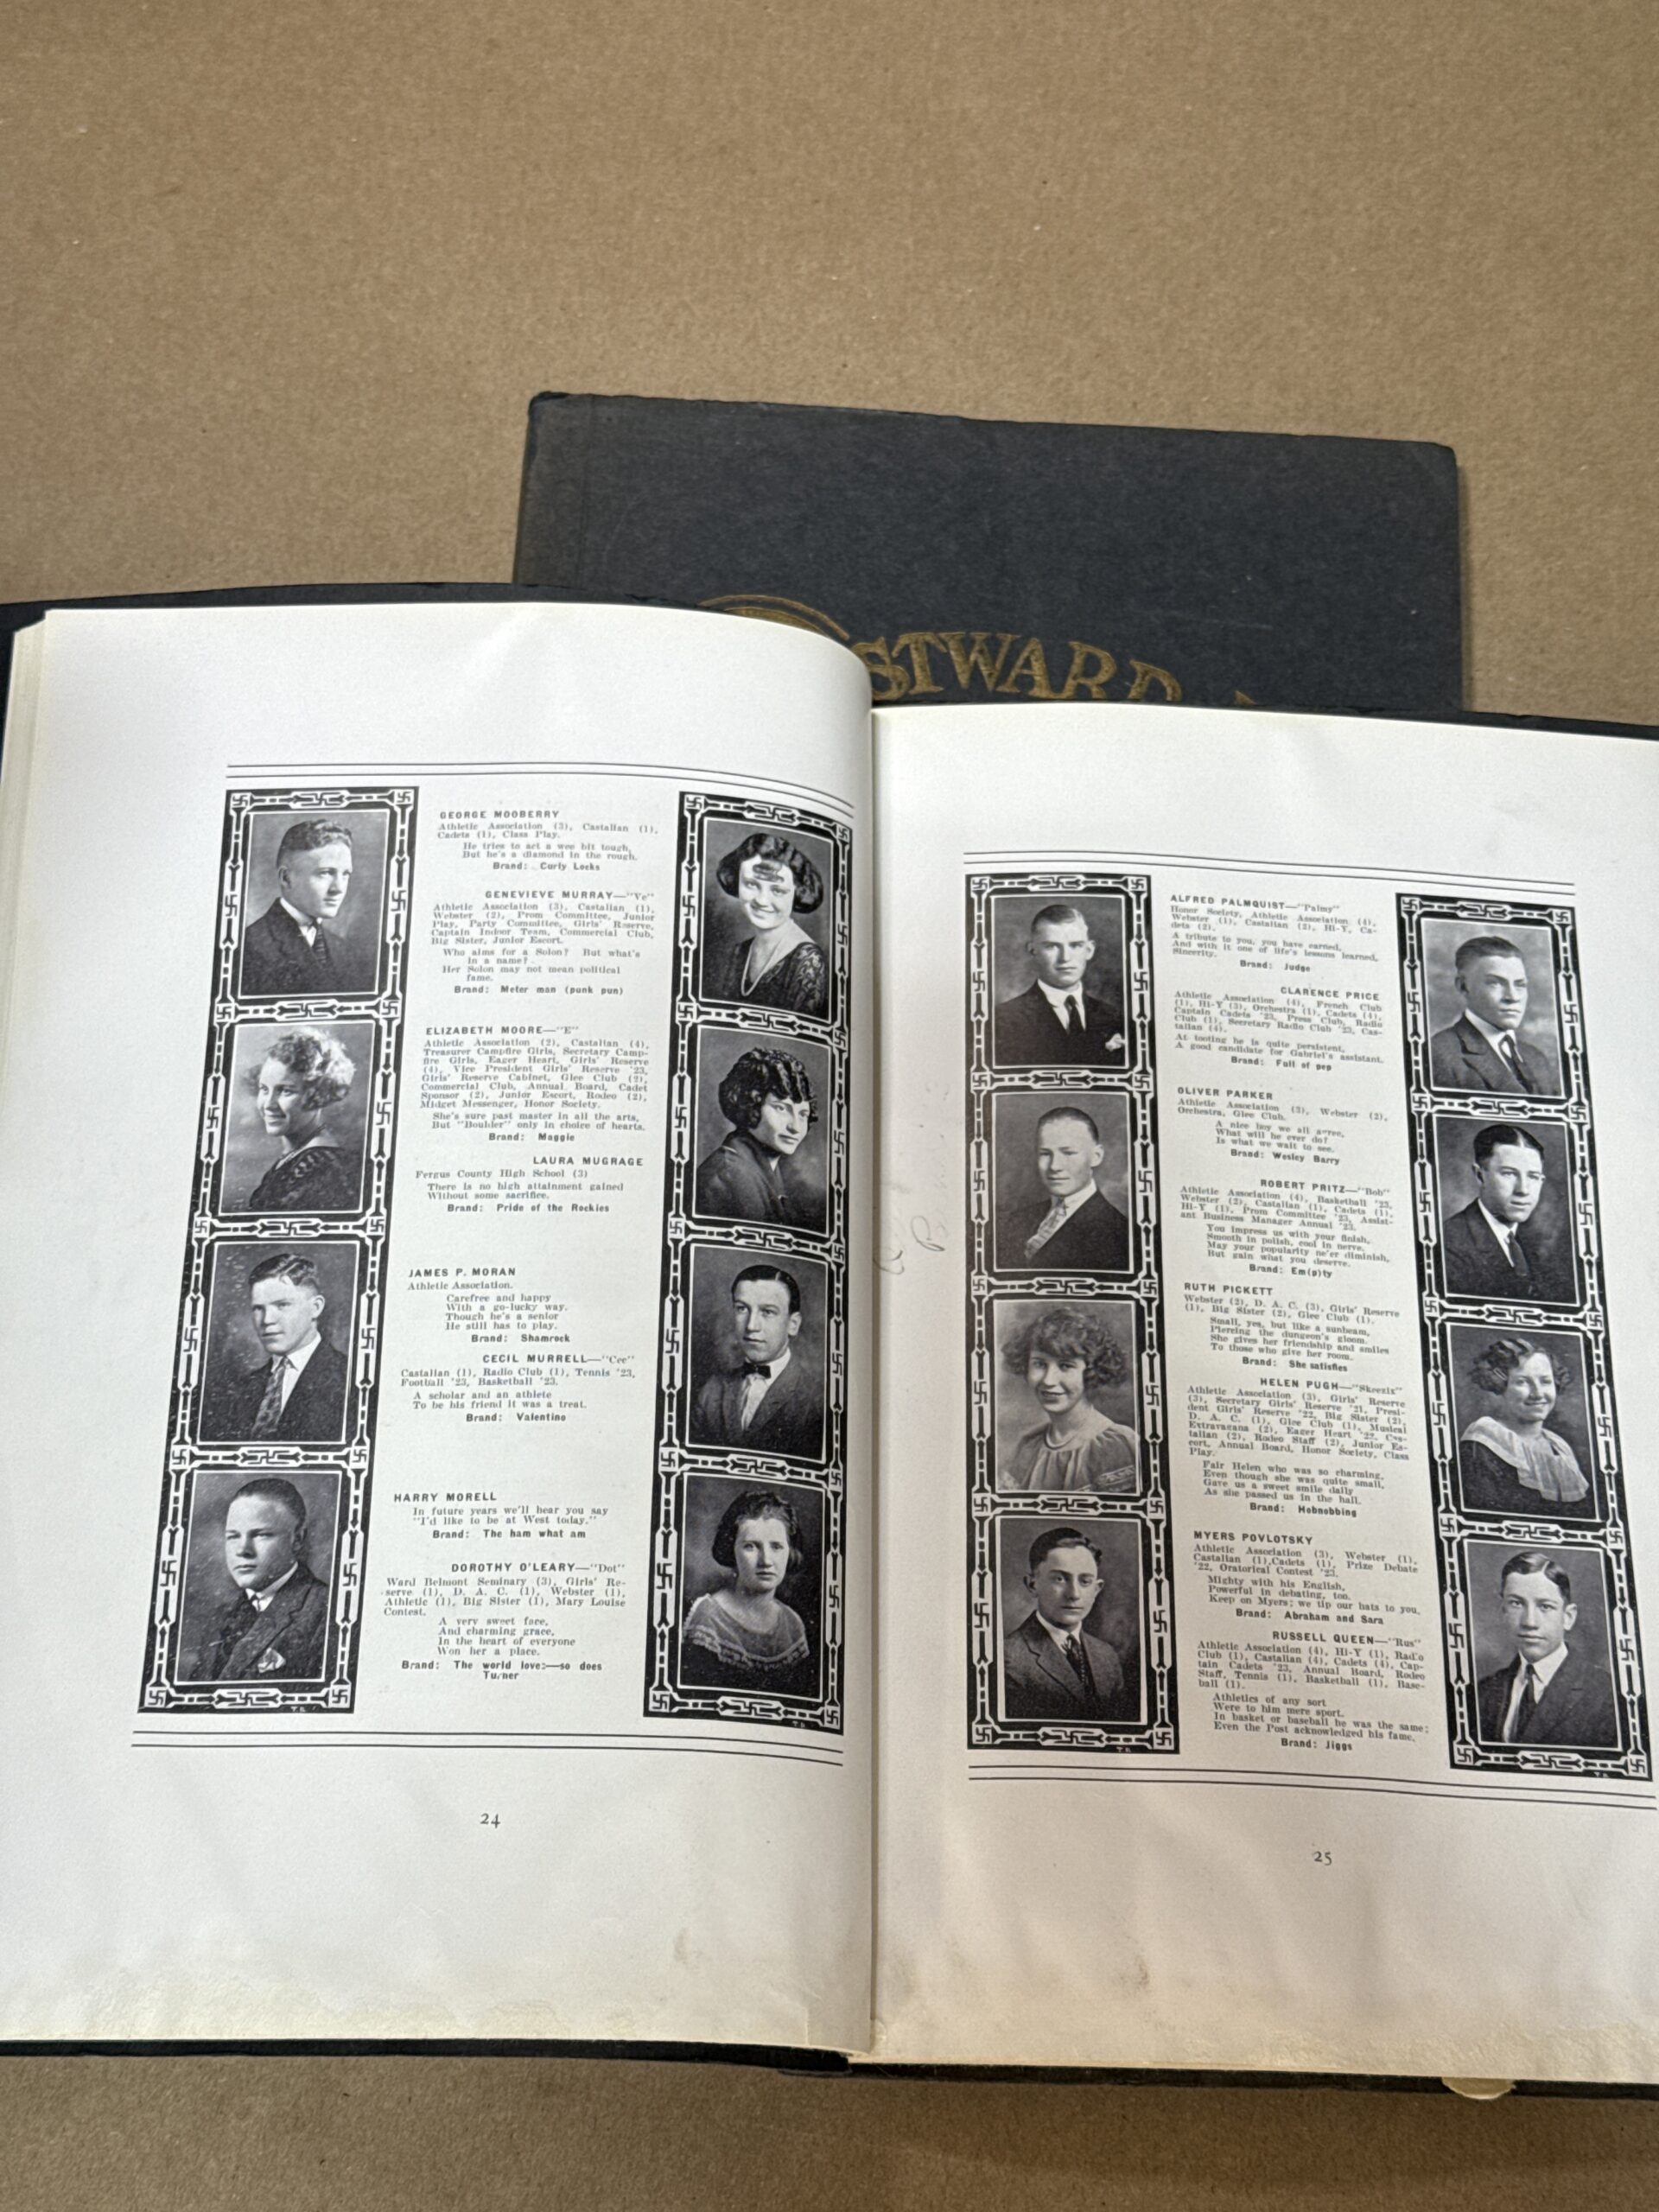 STWARD
GEORGE MOOBERRY
Athletic Association (3), Castalian (1),
Cadets (1), Class Play.
He tries to act a wee bit tough,
But he's a diamond in the rough.
Brand: Curly Locks
GENEVIEVE MURRAY—"Ve"
Athletic Association (3), Castalian (1),
Webster (2), Prom Committee, Junior
Play, Party Committee, Girls' Reserve,
Captain Indoor Team, Commercial Club,
Big Sister, Junior Escort.
Who aims for a Solon? But what's
in a name?
Her Solon may not mean political
fame.
Brand: Meter man (punk pun)
ELIZABETH MOORE—"E"
Athletic Association (2), Castalian (4),
Treasurer Campfire Girls, Secretary Camp-
fire Girls, Eager Heart, Girls' Reserve
(4), Vice President Girls' Reserve '23,
Girls' Reserve Cabinet, Glee Club (2),
Commercial Club, Annual Board, Cadet
Sponsor (2), Junior Escort, Rodeo (2),
Midget Messenger, Honor Society.
She's sure past master in all the arts,
But "Boulder" only in choice of hearts.
Brand: Maggie
LAURA MUGRAGE
Fergus County High School (3)
There is no high attainment gained
Without some sacrifice.
Brand: Pride of the Rockies
JAMES P. MORAN
Athletic Association.
Carefree and happy
With a go-lucky way.
Though he's a senior
He still has to play.
Brand: Shamrock
CECIL MURRELL—"Cec"
Castalian (1), Radio Club (1), Tennis '23,
Football '23, Basketball '23.
A scholar and an athlete
To be his friend it was a treat.
Brand: Valentino
HARRY MORELL
In future years we'll hear you say
"I'd like to be at West today."
Brand: The ham what am
DOROTHY O'LEARY—"Dot"
Ward Belmont Seminary (3), Girls' Re-
serve (1), D. A. C. (1), Webster (1),
Athletic (1), Big Sister (1), Mary Louise
Contest.
A very sweet face,
And charming grace,
In the heart of everyone
Won her a place.
Brand: The world love:—so does
Turner
24
ALFRED PALMQUIST—"Palmy"
Honor Society, Athletic Association (4),
Webster (1), Castalian (2), Hi-Y, Ca-
dets (2).
A tribute to you, you have earned,
And with it one of life's lessons learned,
Sincerity.
Brand: Judge
CLARENCE PRICE
Athletic Association (4), French Club
(1), Hi-Y (3), Orchestra (1), Cadets (4),
Captain Cadets '23, Press Club, Radio
Club (1), Secretary Radio Club '23, Cas-
talian (4).
At tooting he is quite persistent,
A good candidate for Gabriel's assistant.
Brand: Full of pep
OLIVER PARKER
Athletic Association (3), Webster (2),
Orchestra, Glee Club.
A nice boy we all agree,
What will he ever do?
Is what we wait to see.
Brand: Wesley Barry
ROBERT PRITZ—"Bob"
Athletic Association (4), Basketball '23,
Webster (2), Castalian (1), Cadets (1),
Hi-Y (1), Prom Committee '23, Assist-
ant Business Manager Annual '23.
You impress us with your finish,
Smooth in polish, cool in nerve,
May your popularity ne'er diminish,
But gain what you deserve.
Brand: Em(p)ty
RUTH PICKETT
Webster (2), D. A. C. (3), Girls' Reserve
(1), Big Sister (2), Glee Club (1).
Small, yes, but like a sunbeam,
Piercing the dungeon's gloom.
She gives her friendship and smiles
To those who give her room.
Brand: She satisfies
HELEN PUGH—"Skeezix"
Athletic Association (3), Girls' Reserve
(3), Secretary Girls' Reserve '21, Presi-
dent Girls' Reserve '22, Big Sister (2),
D. A. C. (1), Glee Club (1), Musical
Extravagana (2), Eager Heart '22, Cas-
talian (2), Rodeo Staff (2), Junior Es-
cort, Annual Board, Honor Society, Class
Play.
Fair Helen who was so charming,
Even though she was quite small,
Gave us a sweet smile daily
As she passed us in the hall.
Brand: Hobnobbing
MYERS POVLOTSKY
Athletic Association (3), Webster (1),
Castalian (1),Cadets (1), Prize Debate
'22, Oratorical Contest '23.
Mighty with his English,
Powerful in debating, too.
Keep on Myers; we tip our hats to you.
Brand: Abraham and Sara
RUSSELL QUEEN—"Rus"
Athletic Association (4), Hi-Y (1), Radio
Club (1), Castalian (4), Cadets (4), Cap-
tain Cadets '23, Annual Board, Rodeo
Staff, Tennis (1), Basketball (1), Base-
ball (1).
Athletics of any sort
Were to him mere sport.
In basket or baseball he was the same;
Even the Post acknowledged his fame.
Brand: Jiggs
25